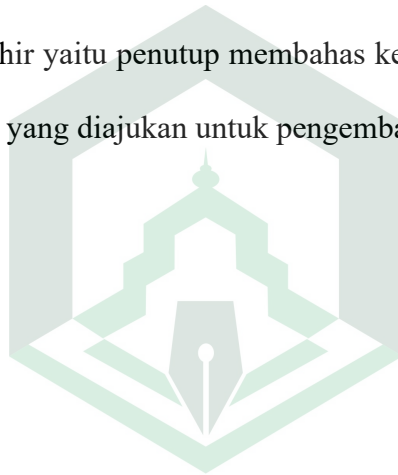 hir yaitu penutup membahas ke
yang diajukan untuk pengemba